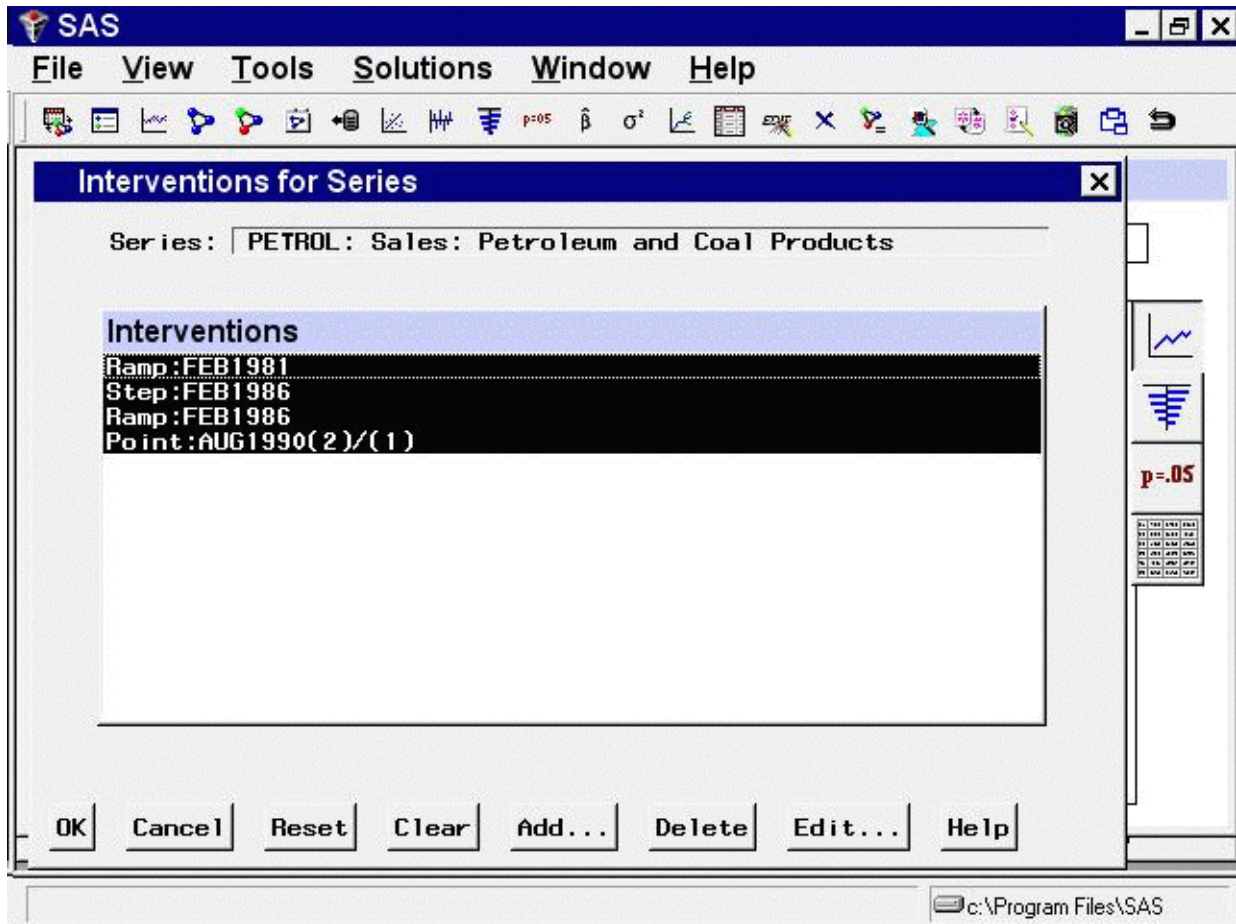 SAS
File View Tools Solutions Window Help
p=05 β̂ σ²
Interventions for Series
Series: PETROL: Sales: Petroleum and Coal Products
Interventions
Ramp:FEB1981
Step:FEB1986
Ramp:FEB1986
Point:AUG1990(2)/(1)
p=.05
OK Cancel Reset Clear Add... Delete Edit... Help
c:\Program Files\SAS